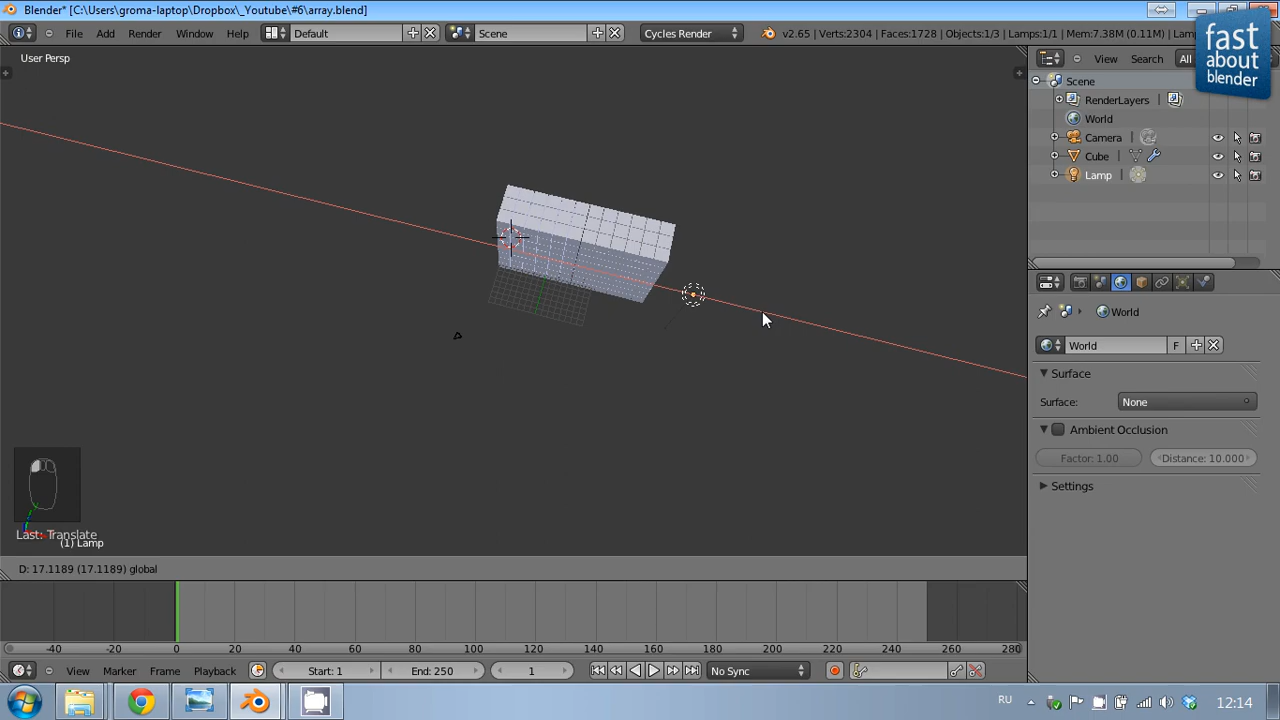 Blender* [C:\Users\groma-laptop\Dropbox\_Youtube\#6\array.blend]
File Add Render Window Help Default Scene Cycles Render v2.65 | Verts:2304 | Faces:1728 | Objects:1/3 | Lamps:1/1 | Mem:7.38M (0.11M) | Lamp
fast
about
blender
User Persp
View Search All
Scene
RenderLayers
World
Camera
Cube
Lamp
World
World F
Surface
Surface: None
Ambient Occlusion
Factor: 1.00 Distance: 10.000
Settings
Last: Translate
(1) Lamp
D: 17.1189 (17.1189) global
-40 -20 0 20 40 60 80 100 120 140 160 180 200 220 240 260 280
View Marker Frame Playback Start: 1 End: 250 1 No Sync
RU 12:14